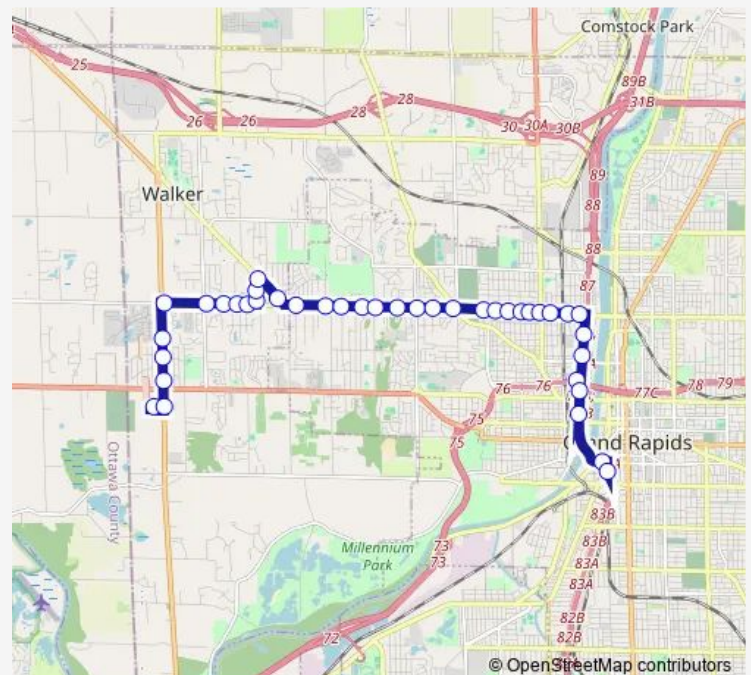 Comstock Park
25
89B
31B
28
28
26
26
30
30A
30B
89
Walker
88
88
87
76
76
77C
78
79
75
75
Grand Rapids
Ottawa County
83B
83B
83A
83A
73
73
Millennium
Park
82B
82B
72
© OpenStreetMap contributors